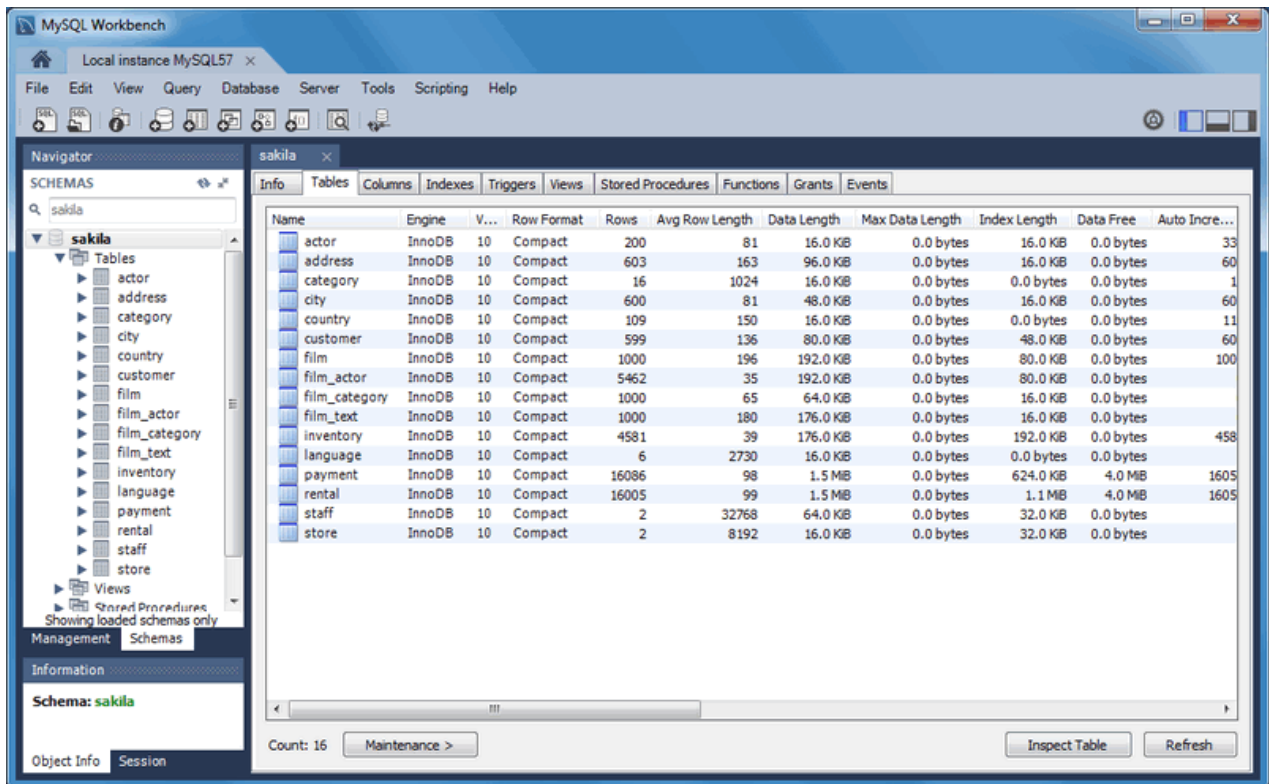 MySQL Workbench
Local instance MySQL57
File Edit View Query Database Server Tools Scripting Help
Navigator
SCHEMAS
sakila
sakila
Tables
actor
address
category
city
country
customer
film
film_actor
film_category
film_text
inventory
language
payment
rental
staff
store
Views
Stored Procedures
Showing loaded schemas only
Management Schemas
Information
Schema: sakila
Object Info Session
sakila
Info Tables Columns Indexes Triggers Views Stored Procedures Functions Grants Events
Name Engine V... Row Format Rows Avg Row Length Data Length Max Data Length Index Length Data Free Auto Incre...
actor InnoDB 10 Compact 200 81 16.0 KiB 0.0 bytes 16.0 KiB 0.0 bytes 33
address InnoDB 10 Compact 603 163 96.0 KiB 0.0 bytes 16.0 KiB 0.0 bytes 60
category InnoDB 10 Compact 16 1024 16.0 KiB 0.0 bytes 0.0 bytes 0.0 bytes 1
city InnoDB 10 Compact 600 81 48.0 KiB 0.0 bytes 16.0 KiB 0.0 bytes 60
country InnoDB 10 Compact 109 150 16.0 KiB 0.0 bytes 0.0 bytes 0.0 bytes 11
customer InnoDB 10 Compact 599 136 80.0 KiB 0.0 bytes 48.0 KiB 0.0 bytes 60
film InnoDB 10 Compact 1000 196 192.0 KiB 0.0 bytes 80.0 KiB 0.0 bytes 100
film_actor InnoDB 10 Compact 5462 35 192.0 KiB 0.0 bytes 80.0 KiB 0.0 bytes
film_category InnoDB 10 Compact 1000 65 64.0 KiB 0.0 bytes 16.0 KiB 0.0 bytes
film_text InnoDB 10 Compact 1000 180 176.0 KiB 0.0 bytes 16.0 KiB 0.0 bytes
inventory InnoDB 10 Compact 4581 39 176.0 KiB 0.0 bytes 192.0 KiB 0.0 bytes 458
language InnoDB 10 Compact 6 2730 16.0 KiB 0.0 bytes 0.0 bytes 0.0 bytes
payment InnoDB 10 Compact 16086 98 1.5 MiB 0.0 bytes 624.0 KiB 4.0 MiB 1605
rental InnoDB 10 Compact 16005 99 1.5 MiB 0.0 bytes 1.1 MiB 4.0 MiB 1605
staff InnoDB 10 Compact 2 32768 64.0 KiB 0.0 bytes 32.0 KiB 0.0 bytes
store InnoDB 10 Compact 2 8192 16.0 KiB 0.0 bytes 32.0 KiB 0.0 bytes
Count: 16 Maintenance > Inspect Table Refresh